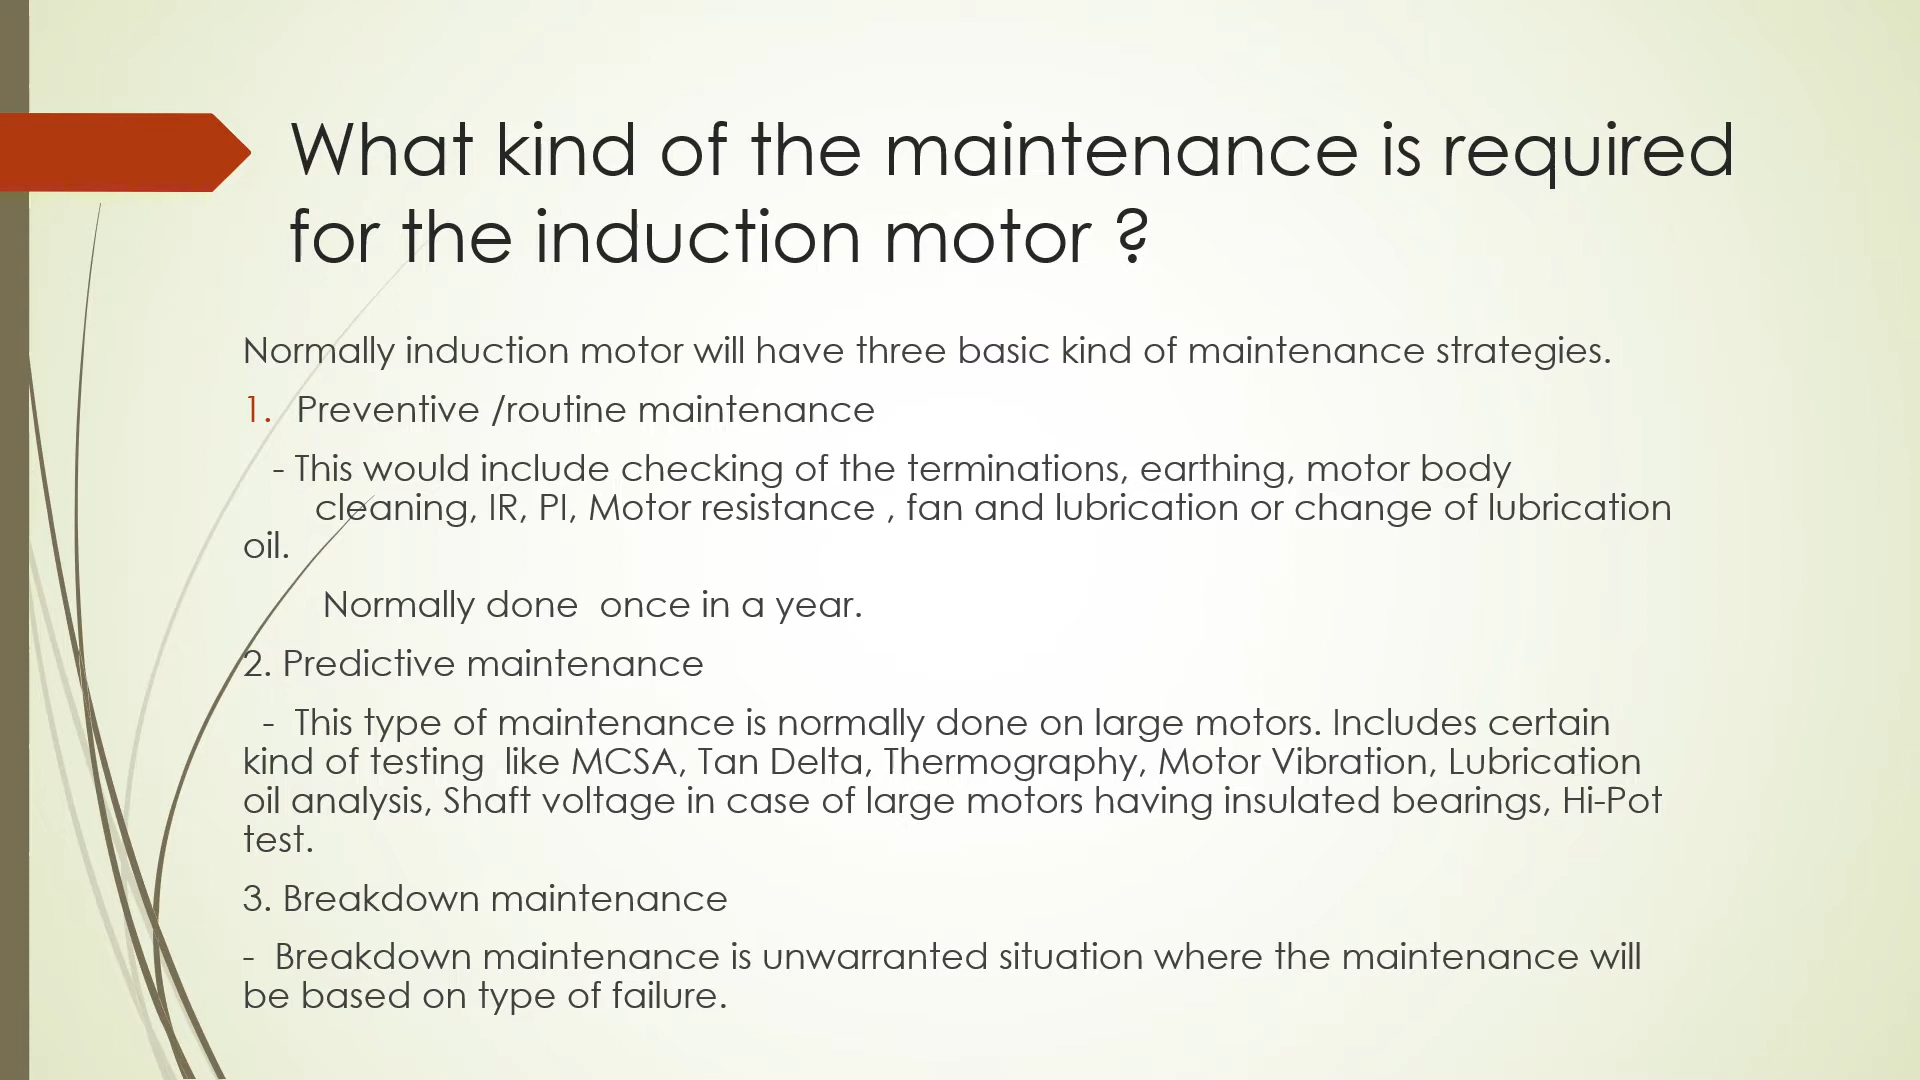 What kind of the maintenance is required
for the induction motor ?
Normally induction motor will have three basic kind of maintenance strategies.
1. Preventive /routine maintenance
- This would include checking of the terminations, earthing, motor body
cleaning, IR, PI, Motor resistance , fan and lubrication or change of lubrication
oil.
Normally done once in a year.
2. Predictive maintenance
- This type of maintenance is normally done on large motors. Includes certain
kind of testing like MCSA, Tan Delta, Thermography, Motor Vibration, Lubrication
oil analysis, Shaft voltage in case of large motors having insulated bearings, Hi-Pot
test.
3. Breakdown maintenance
- Breakdown maintenance is unwarranted situation where the maintenance will
be based on type of failure.